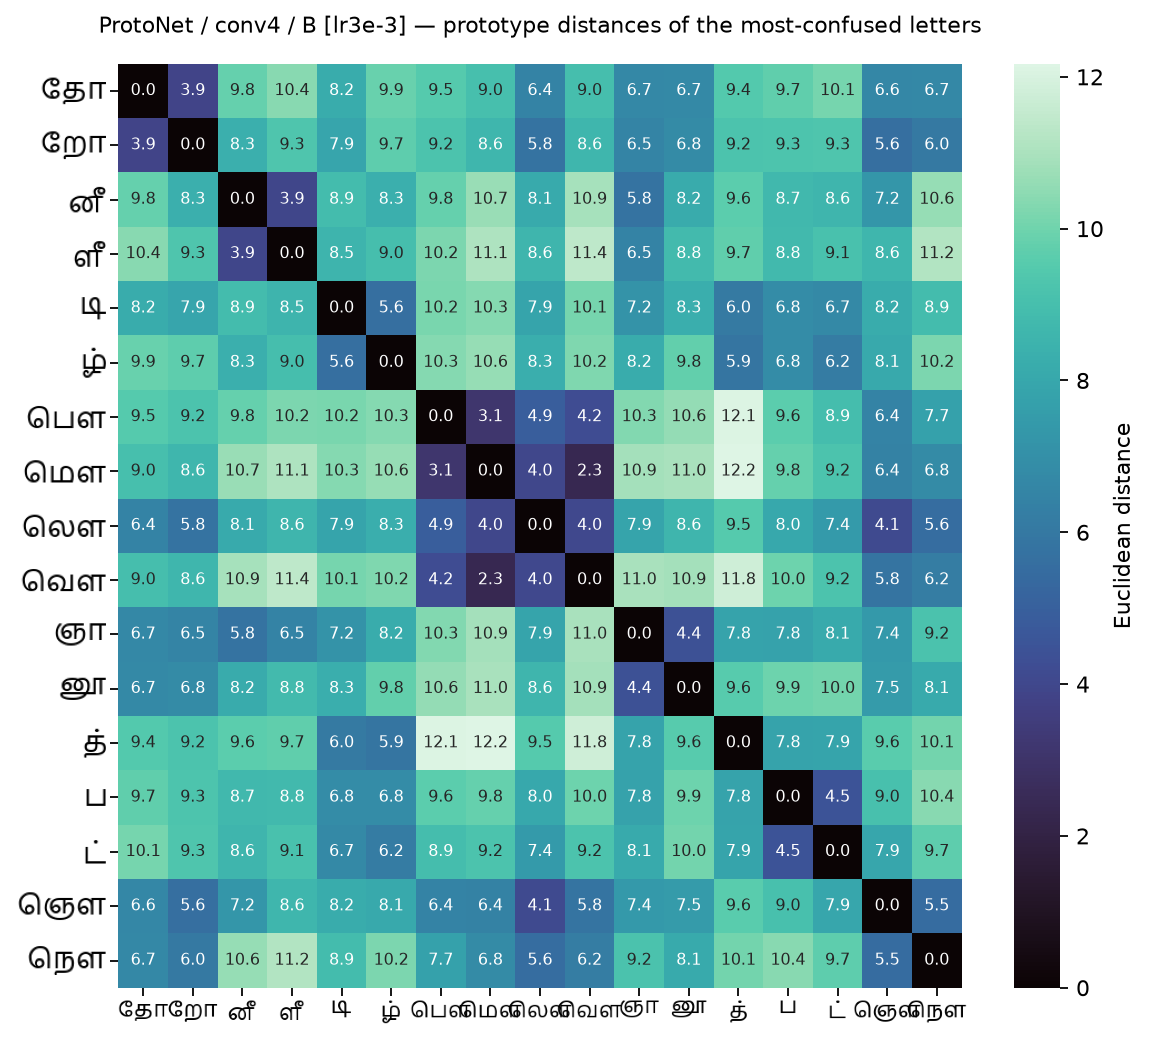 ProtoNet / conv4 / B [lr3e-3] — prototype distances of the most-confused letters
தோ 0.0 3.9 9.8 10.4 8.2 9.9 9.5 9.0 6.4 9.0 6.7 6.7 9.4 9.7 10.1 6.6 6.7
றோ 3.9 0.0 8.3 9.3 7.9 9.7 9.2 8.6 5.8 8.6 6.5 6.8 9.2 9.3 9.3 5.6 6.0
னீ 9.8 8.3 0.0 3.9 8.9 8.3 9.8 10.7 8.1 10.9 5.8 8.2 9.6 8.7 8.6 7.2 10.6
ளீ 10.4 9.3 3.9 0.0 8.5 9.0 10.2 11.1 8.6 11.4 6.5 8.8 9.7 8.8 9.1 8.6 11.2
டி 8.2 7.9 8.9 8.5 0.0 5.6 10.2 10.3 7.9 10.1 7.2 8.3 6.0 6.8 6.7 8.2 8.9
ழ் 9.9 9.7 8.3 9.0 5.6 0.0 10.3 10.6 8.3 10.2 8.2 9.8 5.9 6.8 6.2 8.1 10.2
பௌ 9.5 9.2 9.8 10.2 10.2 10.3 0.0 3.1 4.9 4.2 10.3 10.6 12.1 9.6 8.9 6.4 7.7
மௌ 9.0 8.6 10.7 11.1 10.3 10.6 3.1 0.0 4.0 2.3 10.9 11.0 12.2 9.8 9.2 6.4 6.8
லௌ 6.4 5.8 8.1 8.6 7.9 8.3 4.9 4.0 0.0 4.0 7.9 8.6 9.5 8.0 7.4 4.1 5.6
வௌ 9.0 8.6 10.9 11.4 10.1 10.2 4.2 2.3 4.0 0.0 11.0 10.9 11.8 10.0 9.2 5.8 6.2
ஞா 6.7 6.5 5.8 6.5 7.2 8.2 10.3 10.9 7.9 11.0 0.0 4.4 7.8 7.8 8.1 7.4 9.2
னூ 6.7 6.8 8.2 8.8 8.3 9.8 10.6 11.0 8.6 10.9 4.4 0.0 9.6 9.9 10.0 7.5 8.1
த் 9.4 9.2 9.6 9.7 6.0 5.9 12.1 12.2 9.5 11.8 7.8 9.6 0.0 7.8 7.9 9.6 10.1
ப 9.7 9.3 8.7 8.8 6.8 6.8 9.6 9.8 8.0 10.0 7.8 9.9 7.8 0.0 4.5 9.0 10.4
ட் 10.1 9.3 8.6 9.1 6.7 6.2 8.9 9.2 7.4 9.2 8.1 10.0 7.9 4.5 0.0 7.9 9.7
ஞௌ 6.6 5.6 7.2 8.6 8.2 8.1 6.4 6.4 4.1 5.8 7.4 7.5 9.6 9.0 7.9 0.0 5.5
நௌ 6.7 6.0 10.6 11.2 8.9 10.2 7.7 6.8 5.6 6.2 9.2 8.1 10.1 10.4 9.7 5.5 0.0
தோ றோ னீ ளீ டி ழ் பௌ மௌ லௌ வௌ ஞா னூ த் ப ட் ஞௌ நௌ
12
10
8
6
4
2
0
Euclidean distance